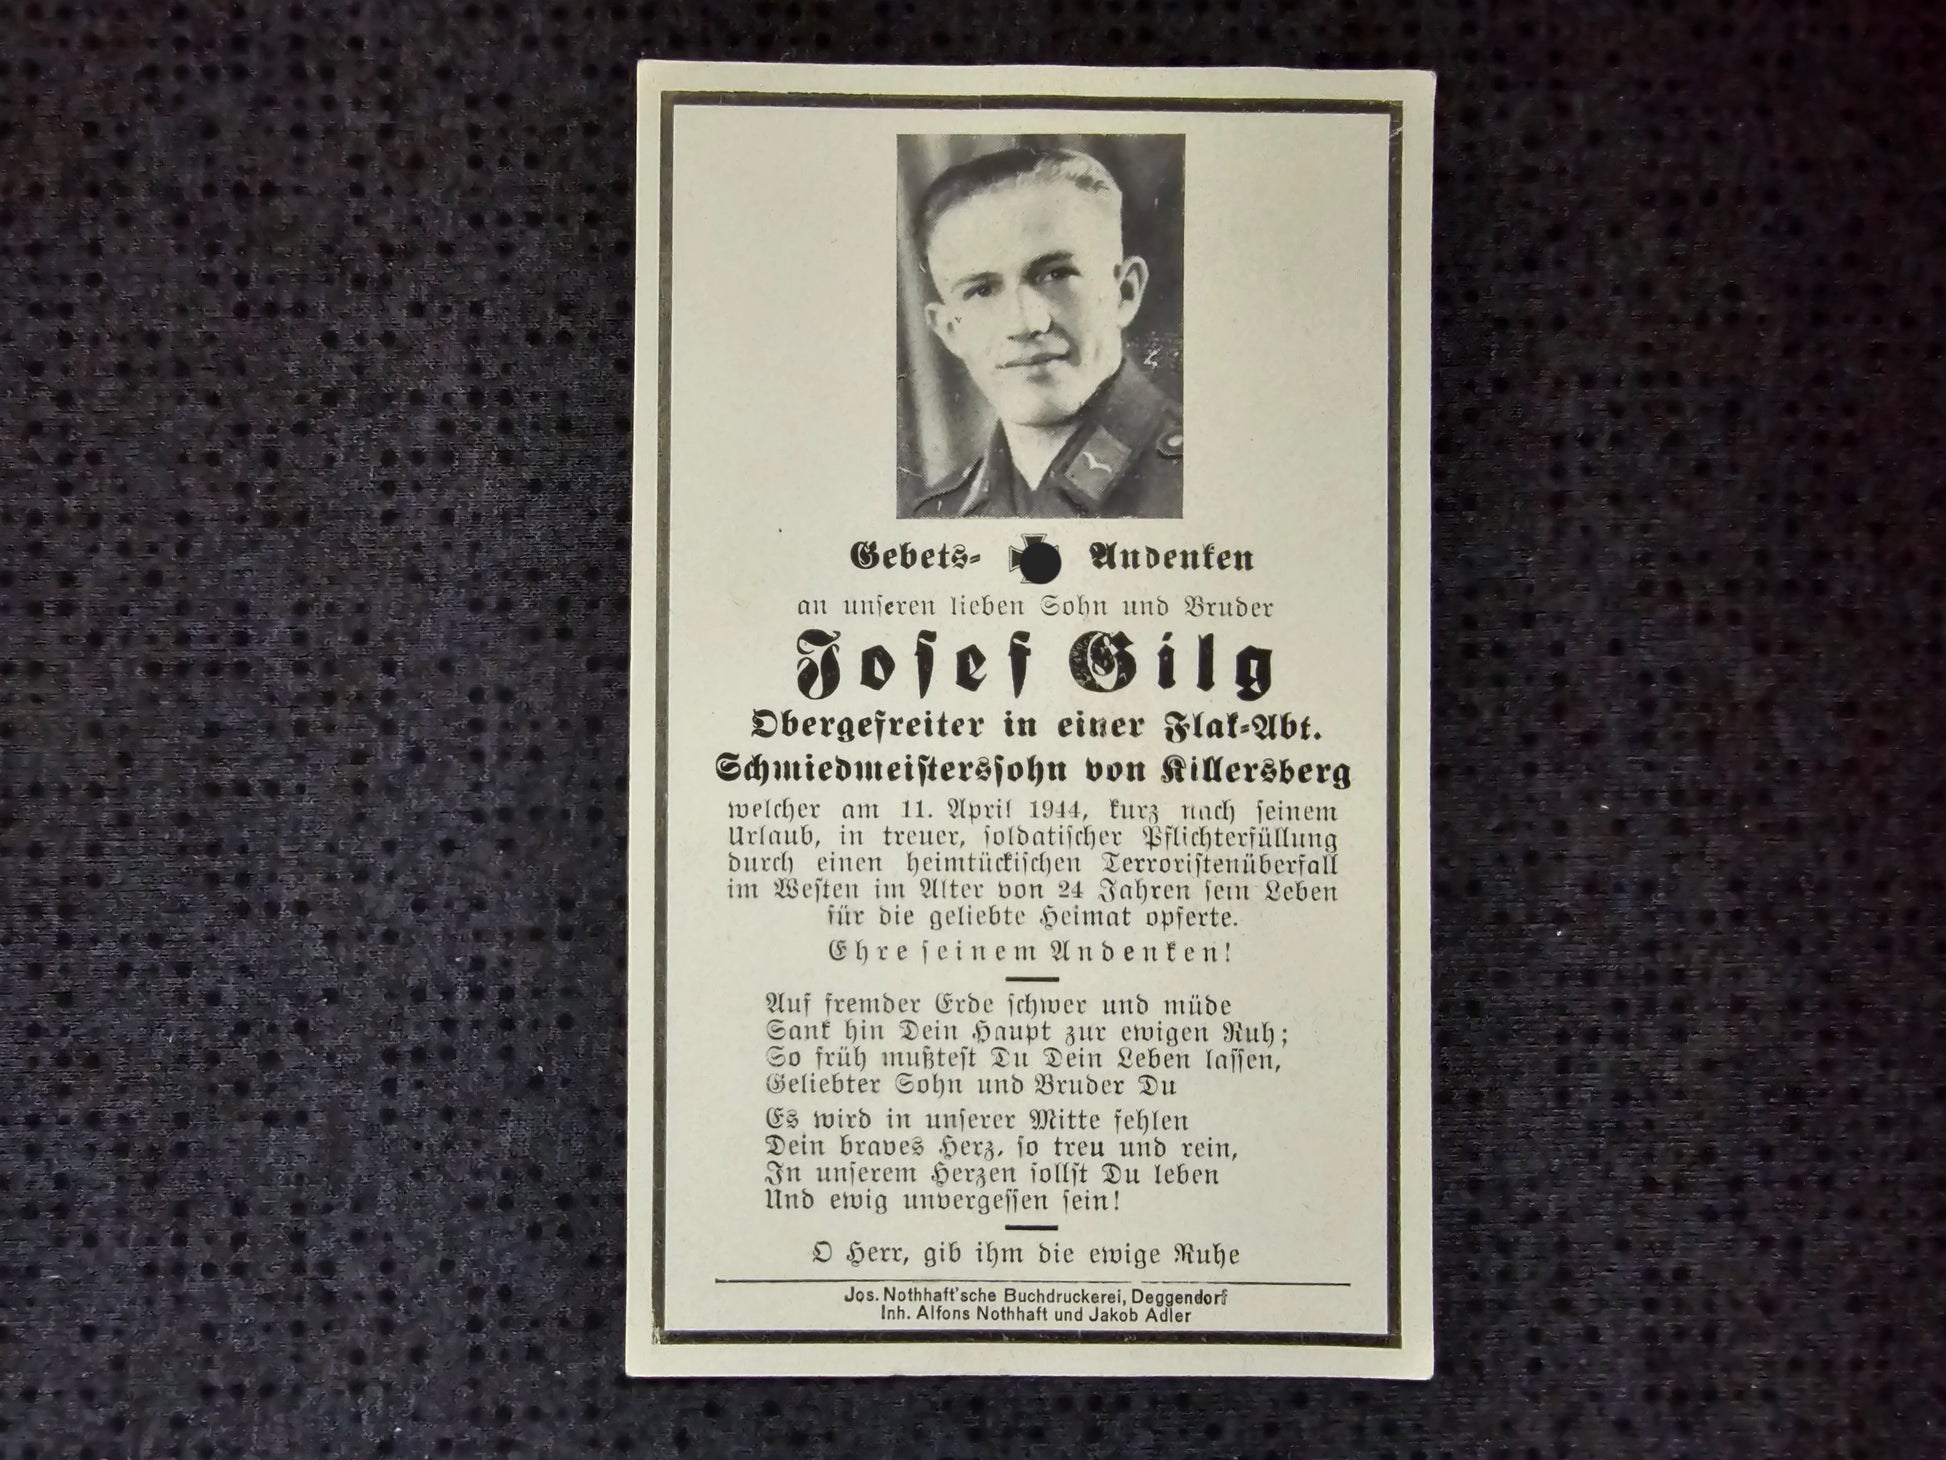 Gebets- Andenken
an unseren lieben Sohn und Bruder
Josef Gilg
Obergefreiter in einer Flak-Abt.
Schmiedmeisterssohn von Killersberg
welcher am 11. April 1944, kurz nach seinem
Urlaub, in treuer, soldatischer Pflichterfüllung
durch einen heimtückischen Terroristenüberfall
im Westen im Alter von 24 Jahren sein Leben
für die geliebte Heimat opferte.
Ehre seinem Andenken!
Auf fremder Erde schwer und müde
Sank hin Dein Haupt zur ewigen Ruh;
So früh mußtest Du Dein Leben lassen,
Geliebter Sohn und Bruder Du
Es wird in unserer Mitte fehlen
Dein braves Herz, so treu und rein,
In unserem Herzen sollst Du leben
Und ewig unvergessen sein!
O Herr, gib ihm die ewige Ruhe
Jos. Nothhaft'sche Buchdruckerei, Deggendorf
Inh. Alfons Nothhaft und Jakob Adler